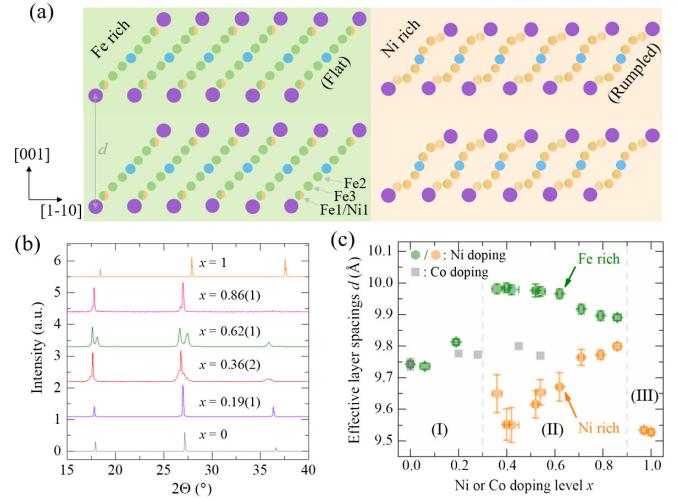 (a)
Fe rich
(Flat)
Ni rich
(Rumpled)
d
[001]
[1-10]
Fe2
Fe3
Fe1/Ni1
(b)
Intensity (a.u.)
6
5
4
3
2
1
0
x = 1
x = 0.86(1)
x = 0.62(1)
x = 0.36(2)
x = 0.19(1)
x = 0
15 20 25 30 35 40
2Θ (°)
(c)
Effective layer spacings d (Å)
10.1
10.0
9.9
9.8
9.7
9.6
9.5
/ : Ni doping
: Co doping
Fe rich
Ni rich
(I)
(II)
(III)
0.0 0.2 0.4 0.6 0.8 1.0
Ni or Co doping level x